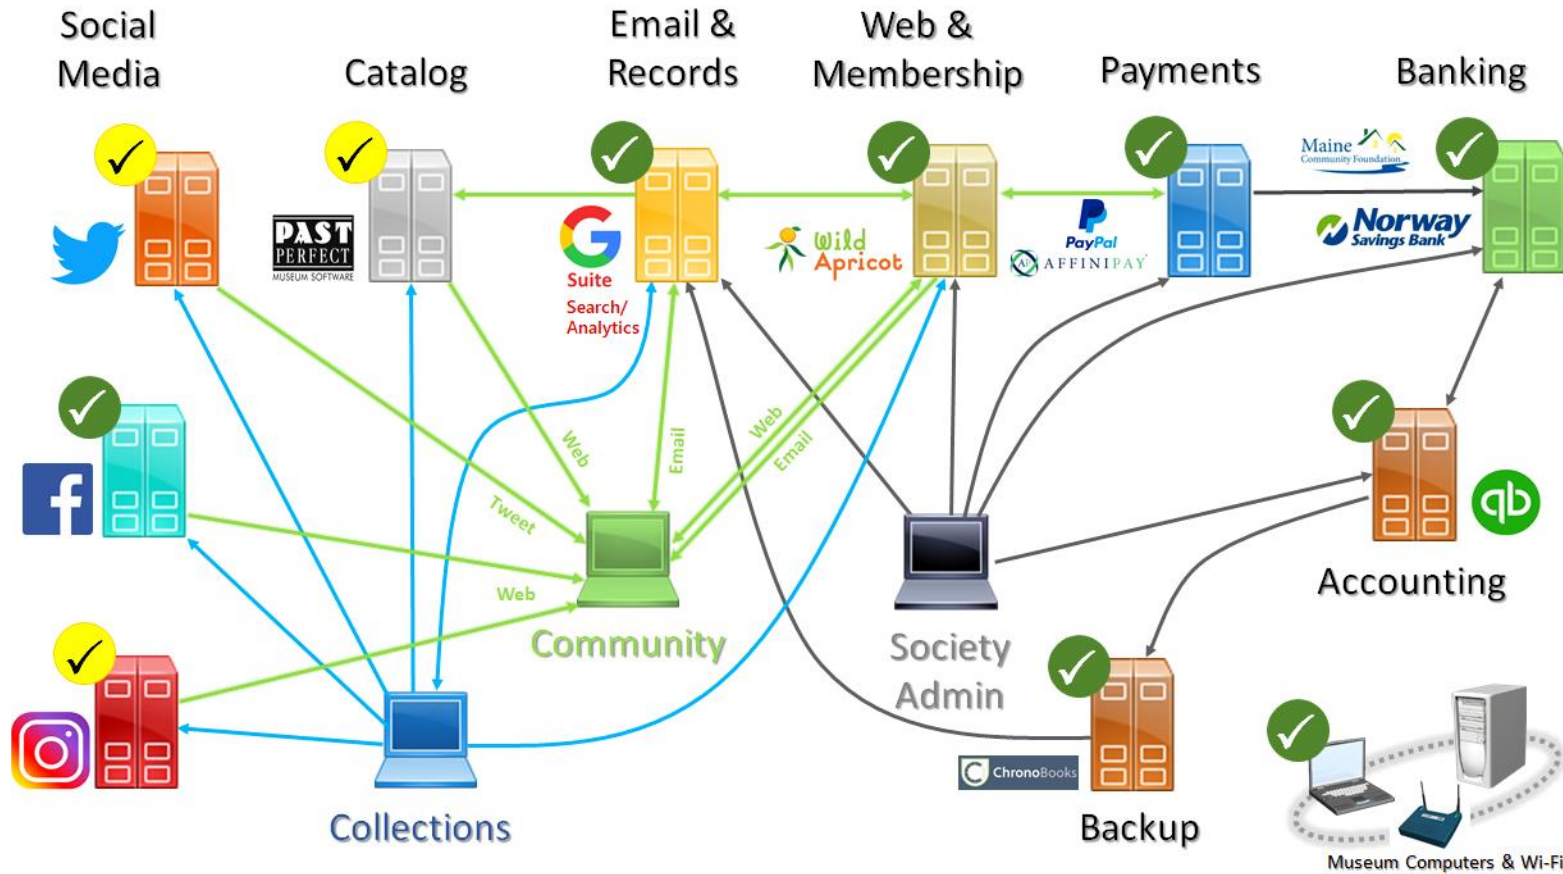 Social
Media
Catalog
Email &
Records
Web &
Membership
Payments
Banking
Maine
Community Foundation
PAST
PERFECT
MUSEUM SOFTWARE
G
Suite
Search/
Analytics
Wild
Apricot
PayPal
AP AFFINIPAY
Norway
Savings Bank
Web
Email
Web
Email
Tweet
Web
f
qb
Accounting
Community
Society
Admin
C ChronoBooks
Collections
Backup
Museum Computers & Wi-Fi